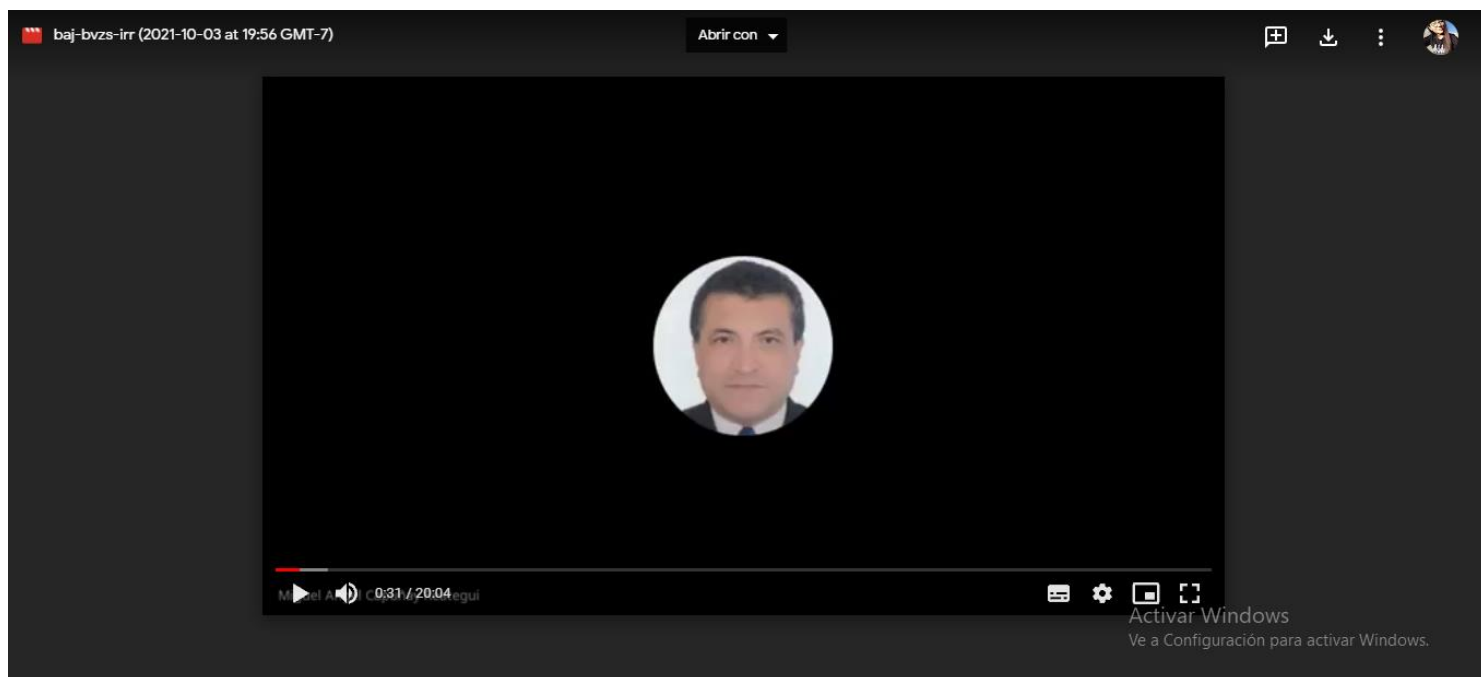 baj-bvzs-irr (2021-10-03 at 19:56 GMT-7)
Abrir con
0:31 / 20:04
Activar Windows
Ve a Configuración para activar Windows.